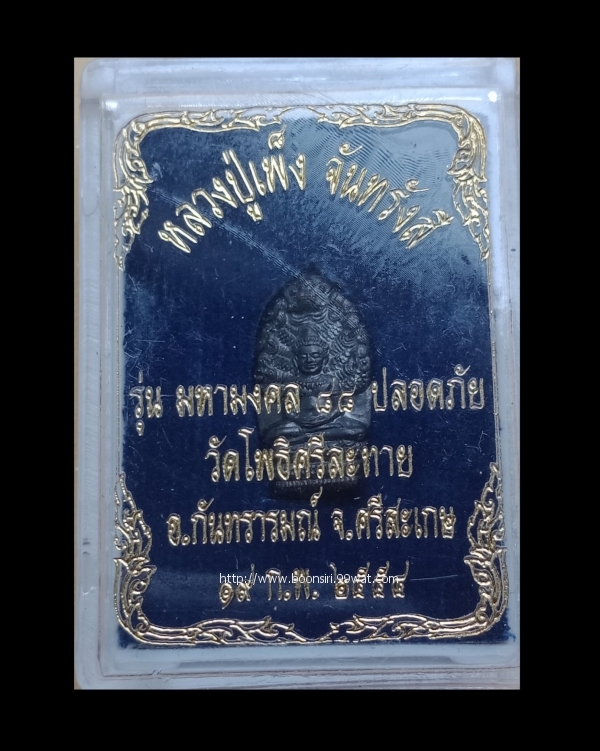 หลวงปู่เพ็ง จันทรังสี
รุ่น มหามงคล ๘๘ ปลอดภัย
วัดโพธิ์ศรีละทาย
อ.กันทรารมณ์ จ.ศรีสะเกษ
http://www.boonsiri.99wat.com
๑๙ ก.พ. ๒๕๕๘